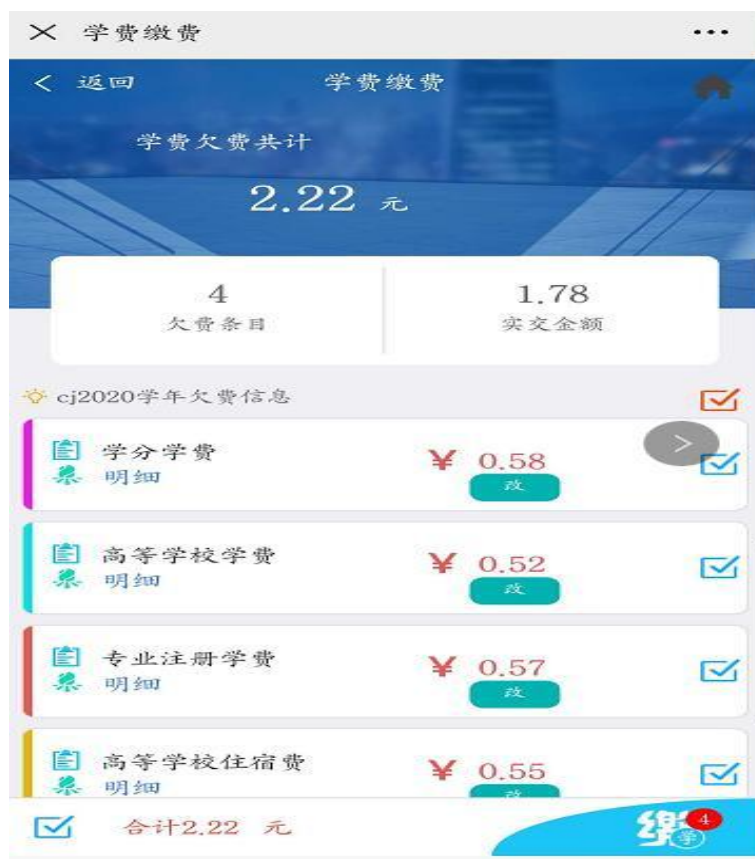 学费缴费
返回 学费缴费
学费欠费共计
2.22 元
4 1.78
欠费条目 实交金额
cj2020学年欠费信息
学分学费 ¥ 0.58
明细 改
高等学校学费 ¥ 0.52
明细 改
专业注册学费 ¥ 0.57
明细 改
高等学校住宿费 ¥ 0.55
明细 改
合计2.22 元 缴 学 4